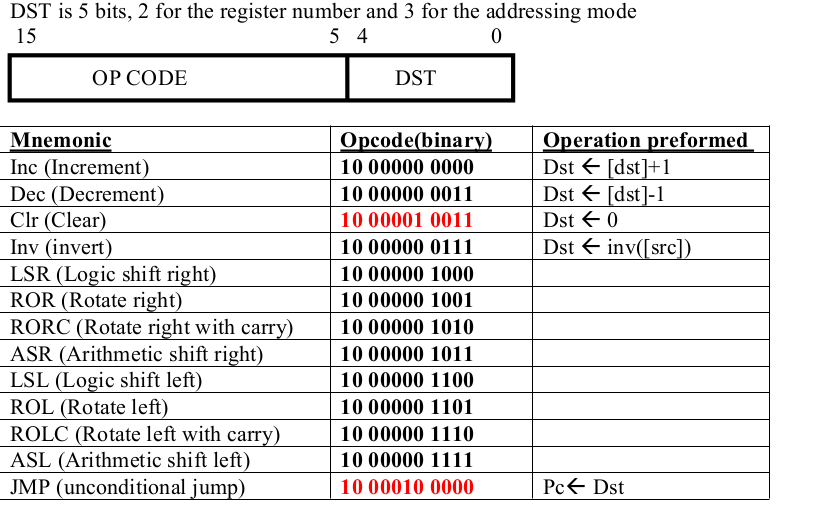 DST is 5 bits, 2 for the register number and 3 for the addressing mode
15 5 4 0
OP CODE DST
Mnemonic Opcode(binary) Operation preformed
Inc (Increment) 10 00000 0000 Dst ← [dst]+1
Dec (Decrement) 10 00000 0011 Dst ← [dst]-1
Clr (Clear) 10 00001 0011 Dst ← 0
Inv (invert) 10 00000 0111 Dst ← inv([src])
LSR (Logic shift right) 10 00000 1000
ROR (Rotate right) 10 00000 1001
RORC (Rotate right with carry) 10 00000 1010
ASR (Arithmetic shift right) 10 00000 1011
LSL (Logic shift left) 10 00000 1100
ROL (Rotate left) 10 00000 1101
ROLC (Rotate left with carry) 10 00000 1110
ASL (Arithmetic shift left) 10 00000 1111
JMP (unconditional jump) 10 00010 0000 Pc← Dst